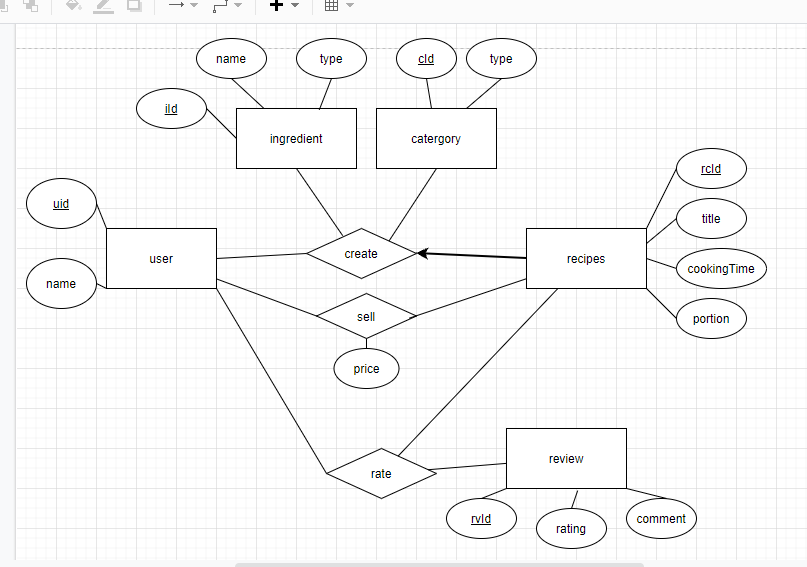 name
type
cId
type
iId
ingredient
catergory
rcId
uid
title
user
create
recipes
cookingTime
name
sell
portion
price
review
rate
rvId
rating
comment